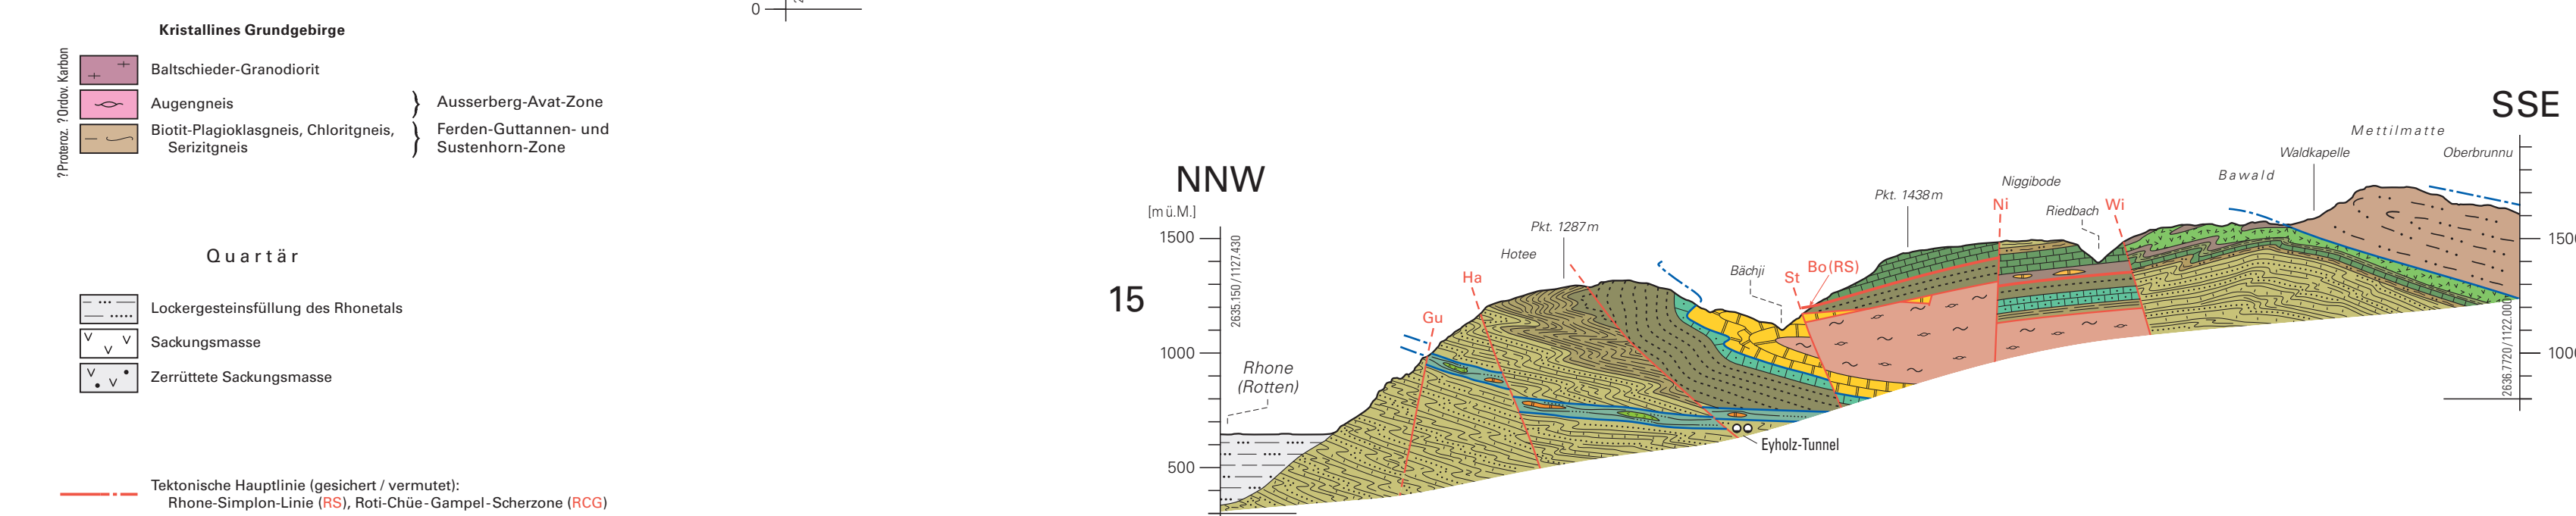 0
Kristallines Grundgebirge
?Proteroz. ?Ordov. Karbon
Baltschieder-Granodiorit
Augengneis
Ausserberg-Avat-Zone
Biotit-Plagioklasgneis, Chloritgneis,
Serizitgneis
Ferden-Guttannen- und
Sustenhorn-Zone
Quartär
Lockergesteinsfüllung des Rhonetals
Sackungsmasse
Zerrüttete Sackungsmasse
Tektonische Hauptlinie (gesichert / vermutet):
Rhone-Simplon-Linie (RS), Roti-Chüe-Gampel-Scherzone (RCG)
15
NNW
[m ü.M.]
1500
1000
500
2635.150/1127.430
Rhone
(Rotten)
Gu
Ha
Hotee
Pkt. 1287 m
Bächji
St
Bo (RS)
Eyholz-Tunnel
Pkt. 1438 m
Ni
Niggibode
Riedbach
Wi
Bawald
Waldkapelle
Mettilmatte
Oberbrunnu
SSE
1500
1000
2636.7720/1122.000